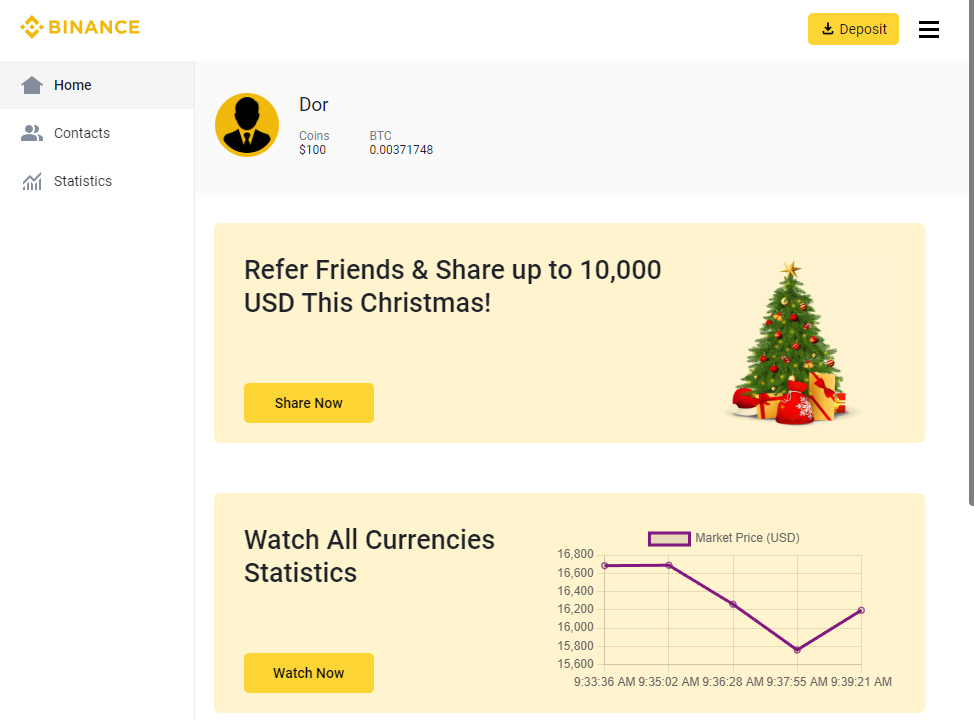 BINANCE
Deposit
Home
Contacts
Statistics
Dor
Coins
BTC
$100
0.00371748
Refer Friends & Share up to 10,000
USD This Christmas!
Share Now
Watch All Currencies
Statistics
Watch Now
Market Price (USD)
16,800
16,600
16,400
16,200
16,000
15,800
15,600
9:33:36 AM 9:35:02 AM 9:36:28 AM 9:37:55 AM 9:39:21 AM